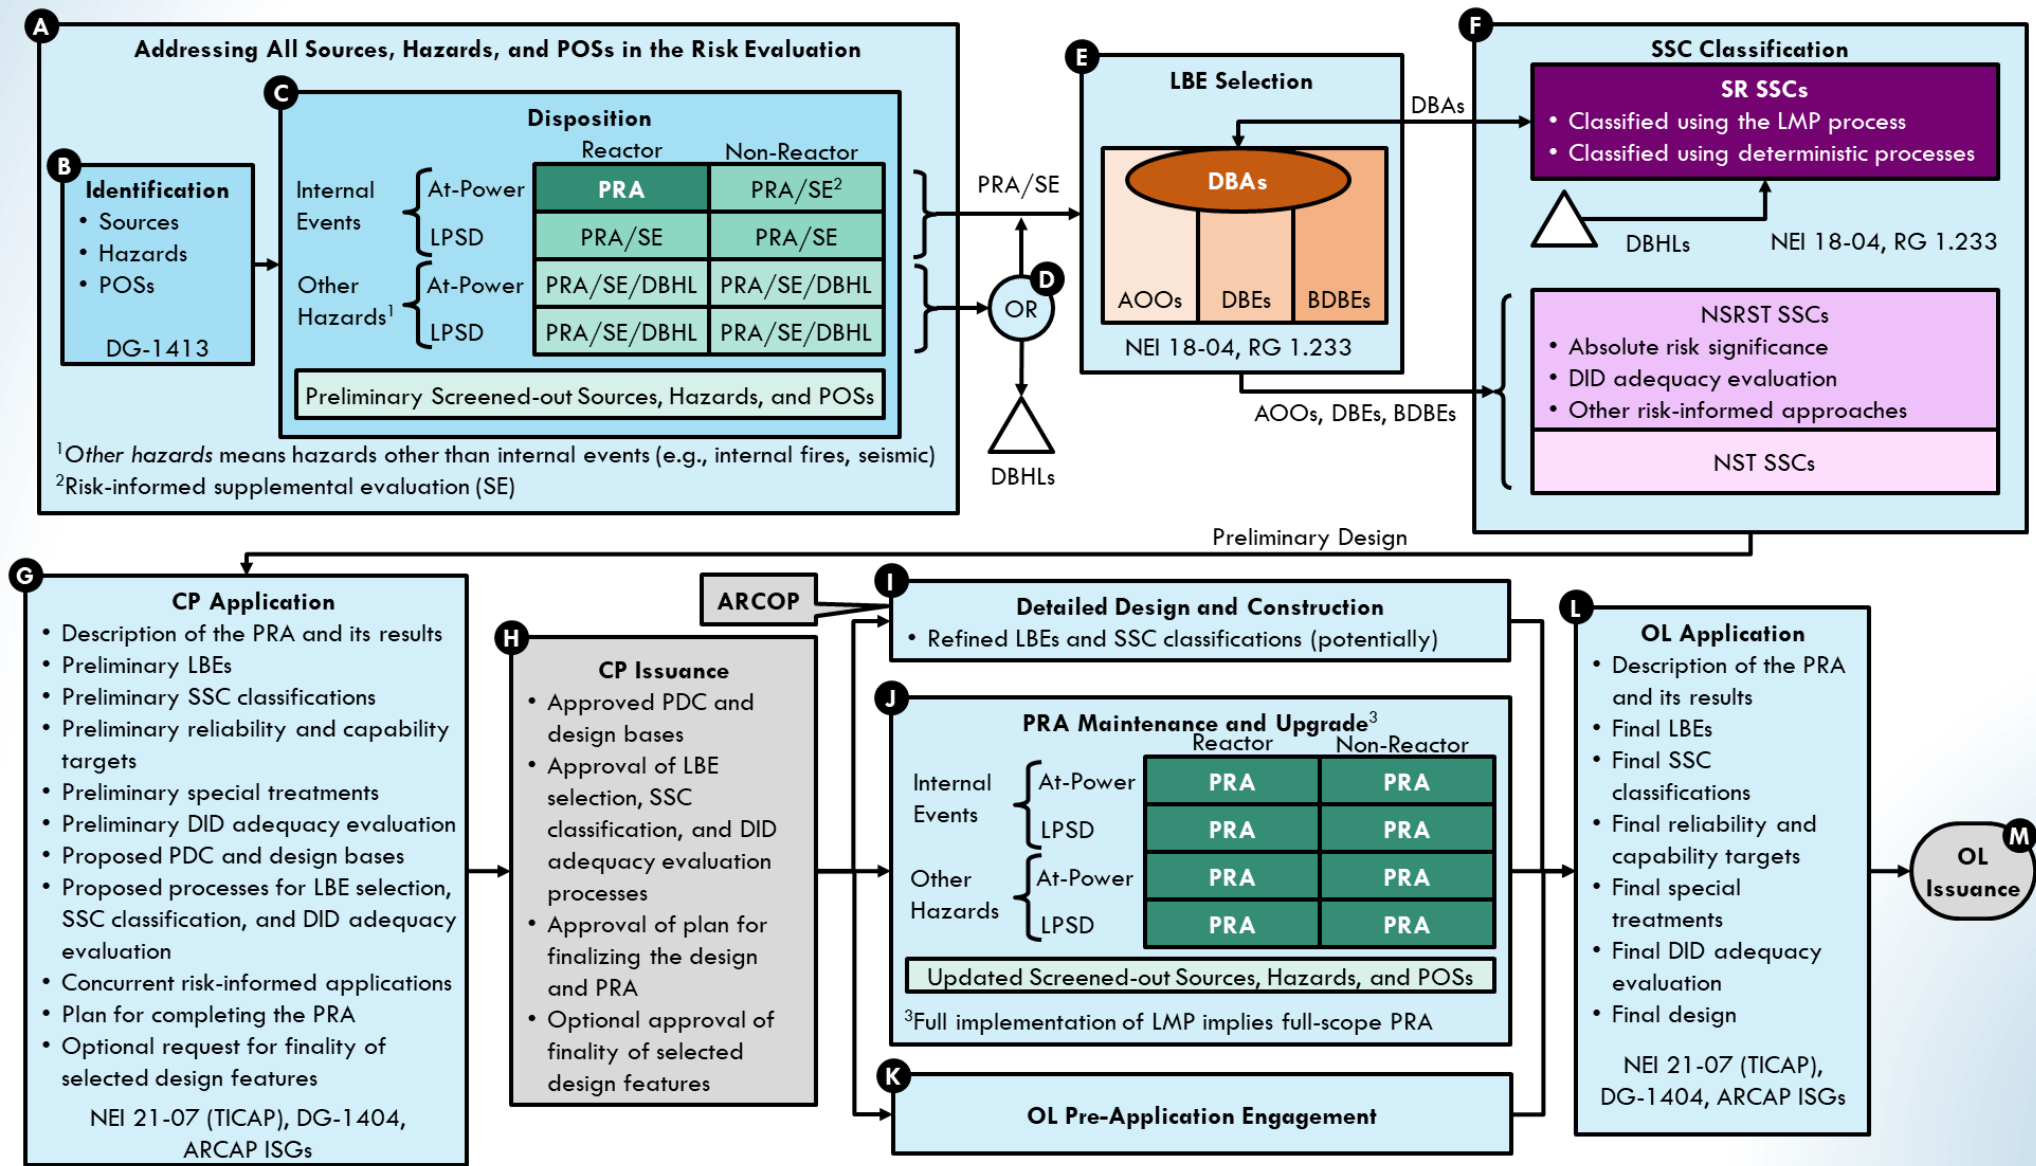 A
Addressing All Sources, Hazards, and POSs in the Risk Evaluation
B
Identification
• Sources
• Hazards
• POSs
DG-1413
C
Disposition
Reactor Non-Reactor
Internal Events
At-Power PRA PRA/SE²
LPSD PRA/SE PRA/SE
Other Hazards¹
At-Power PRA/SE/DBHL PRA/SE/DBHL
LPSD PRA/SE/DBHL PRA/SE/DBHL
Preliminary Screened-out Sources, Hazards, and POSs
¹Other hazards means hazards other than internal events (e.g., internal fires, seismic)
²Risk-informed supplemental evaluation (SE)
PRA/SE
D
OR
DBHLs
E
LBE Selection
DBAs
AOOs DBEs BDBEs
NEI 18-04, RG 1.233
DBAs
AOOs, DBEs, BDBEs
F
SSC Classification
SR SSCs
• Classified using the LMP process
• Classified using deterministic processes
DBHLs
NEI 18-04, RG 1.233
NSRST SSCs
• Absolute risk significance
• DID adequacy evaluation
• Other risk-informed approaches
NST SSCs
Preliminary Design
G
CP Application
• Description of the PRA and its results
• Preliminary LBEs
• Preliminary SSC classifications
• Preliminary reliability and capability
targets
• Preliminary special treatments
• Preliminary DID adequacy evaluation
• Proposed PDC and design bases
• Proposed processes for LBE selection,
SSC classification, and DID adequacy
evaluation
• Concurrent risk-informed applications
• Plan for completing the PRA
• Optional request for finality of
selected design features
NEI 21-07 (TICAP), DG-1404,
ARCAP ISGs
H
CP Issuance
• Approved PDC and
design bases
• Approval of LBE
selection, SSC
classification, and DID
adequacy evaluation
processes
• Approval of plan for
finalizing the design
and PRA
• Optional approval of
finality of selected
design features
ARCOP
I
Detailed Design and Construction
• Refined LBEs and SSC classifications (potentially)
J
PRA Maintenance and Upgrade³
Reactor Non-Reactor
Internal Events
At-Power PRA PRA
LPSD PRA PRA
Other Hazards
At-Power PRA PRA
LPSD PRA PRA
Updated Screened-out Sources, Hazards, and POSs
³Full implementation of LMP implies full-scope PRA
K
OL Pre-Application Engagement
L
OL Application
• Description of the PRA
and its results
• Final LBEs
• Final SSC
classifications
• Final reliability and
capability targets
• Final special
treatments
• Final DID adequacy
evaluation
• Final design
NEI 21-07 (TICAP),
DG-1404, ARCAP ISGs
M
OL
Issuance